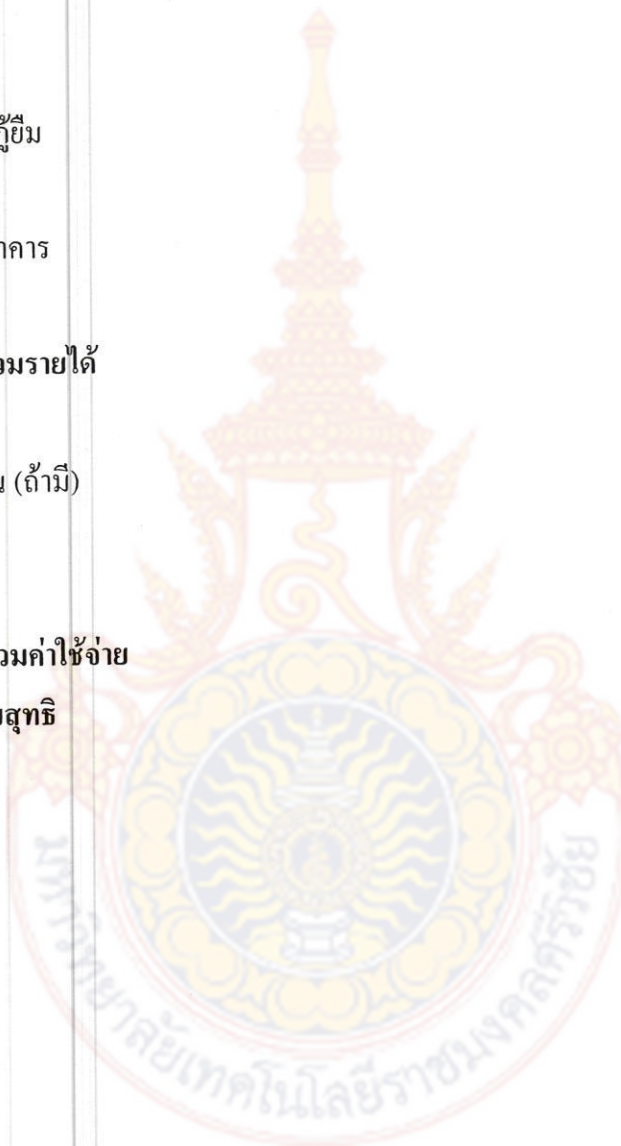 กู้ยืม
าคาร
วมรายได้
น (ถ้ามี)
วมค่าใช้จ่าย
นสุทธิ
มหาวิทยาลัยเทคโนโลยีราชมงคลศรีวิชัย